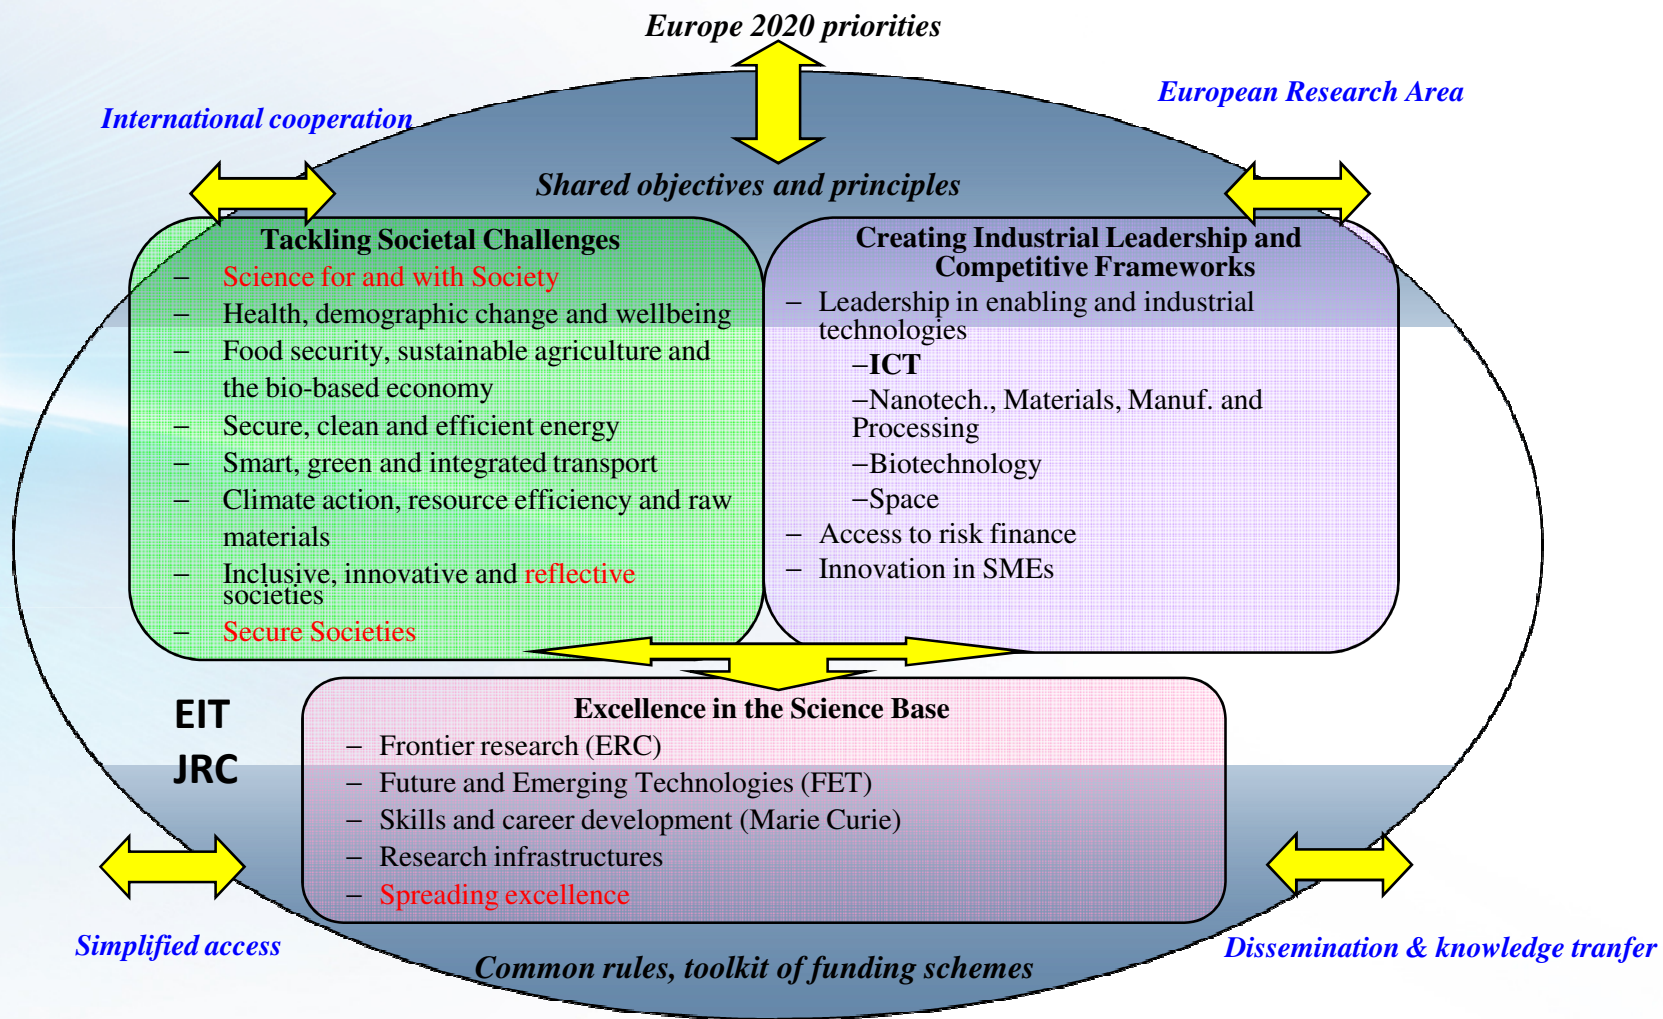 Europe 2020 priorities
International cooperation
European Research Area
Shared objectives and principles
Tackling Societal Challenges
– Science for and with Society
– Health, demographic change and wellbeing
– Food security, sustainable agriculture and
the bio-based economy
– Secure, clean and efficient energy
– Smart, green and integrated transport
– Climate action, resource efficiency and raw
materials
– Inclusive, innovative and reflective
societies
– Secure Societies
Creating Industrial Leadership and
Competitive Frameworks
– Leadership in enabling and industrial
technologies
–ICT
–Nanotech., Materials, Manuf. and
Processing
–Biotechnology
–Space
– Access to risk finance
– Innovation in SMEs
EIT
JRC
Excellence in the Science Base
– Frontier research (ERC)
– Future and Emerging Technologies (FET)
– Skills and career development (Marie Curie)
– Research infrastructures
– Spreading excellence
Simplified access
Common rules, toolkit of funding schemes
Dissemination & knowledge tranfer